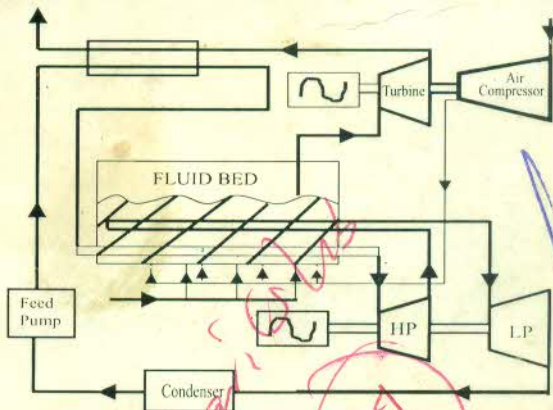 Turbine
Air
Compressor
FLUID BED
Feed
Pump
HP
LP
Condenser